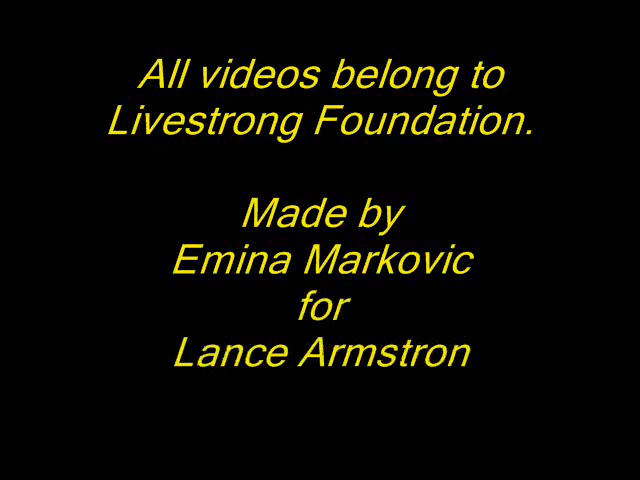 All videos belong to
Livestrong Foundation.
Made by
Emina Markovic
for
Lance Armstron